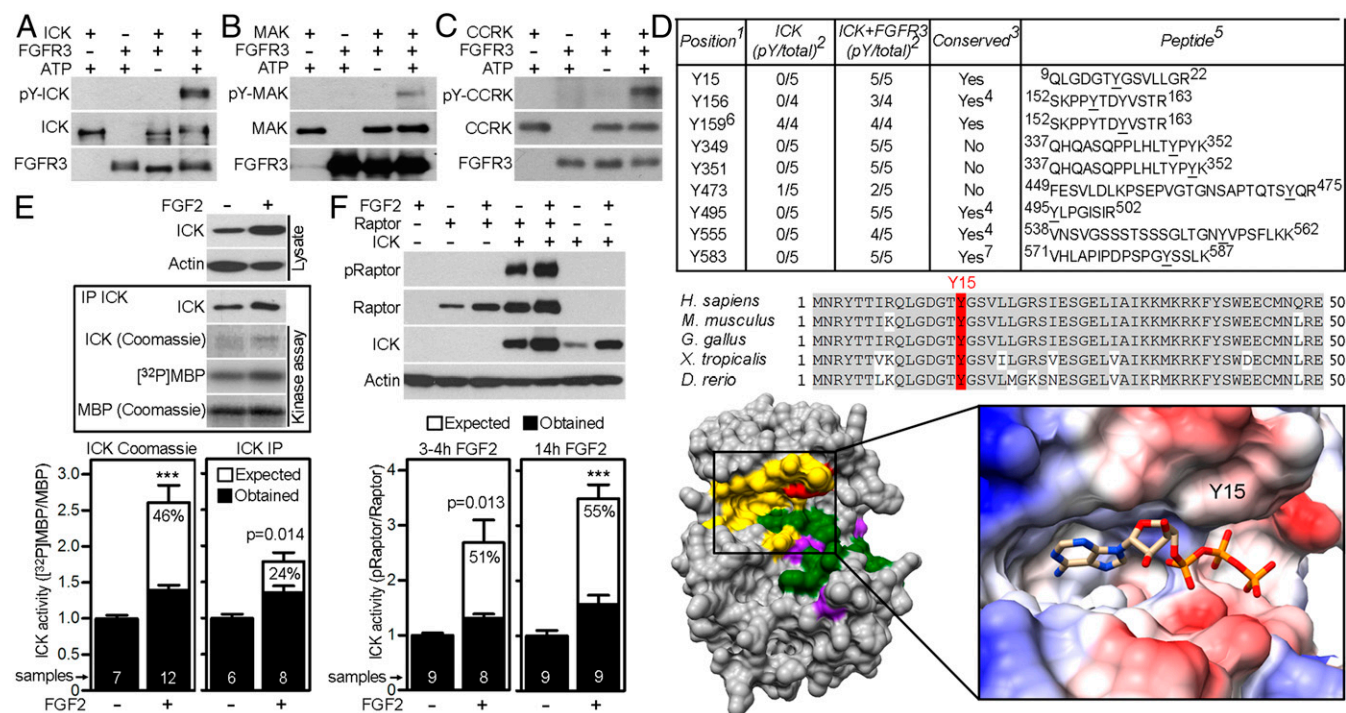 A
ICK + - + +
FGFR3 - + + +
ATP + + - +
pY-ICK
ICK
FGFR3
B
MAK + - + +
FGFR3 - + + +
ATP + + - +
pY-MAK
MAK
FGFR3
C
CCRK + - + +
FGFR3 - + + +
ATP + + - +
pY-CCRK
CCRK
FGFR3
D
Position¹ ICK (pY/total)² ICK+FGFR3 (pY/total)² Conserved³ Peptide⁵
Y15 0/5 5/5 Yes ⁹QLGDGTYGSVLLGR²²
Y156 0/4 3/4 Yes⁴ ¹⁵²SKPPYTDYVSTR¹⁶³
Y159⁶ 4/4 4/4 Yes ¹⁵²SKPPYTDYVSTR¹⁶³
Y349 0/5 5/5 No ³³⁷QHQASQPPLHLTYPYK³⁵²
Y351 0/5 5/5 No ³³⁷QHQASQPPLHLTYPYK³⁵²
Y473 1/5 2/5 No ⁴⁴⁹FESVLDLKPSEPVGTGNSAPTQTSYQR⁴⁷⁵
Y495 0/5 5/5 Yes⁴ ⁴⁹⁵YLPGISIR⁵⁰²
Y555 0/5 4/5 Yes⁴ ⁵³⁸VNSVGSSSTSSSGLTGNYVPSFLKK⁵⁶²
Y583 0/5 5/5 Yes⁷ ⁵⁷¹VHLAPIPDPSPGYSSLK⁵⁸⁷
Y15
H. sapiens 1 MNRYTTIRQLGDGTYGSVLLGRSIESGELIAIKKMKRKFYSWEECMNQRE 50
M. musculus 1 MNRYTTIKQLGDGTYGSVLLGRSIESGELIAIKKMKRKFYSWEECMNLRE 50
G. gallus 1 MNRYTTIRQLGDGTYGSVLLGRSIESGELIAIKKMKRKFYSWEECMNLRE 50
X. tropicalis 1 MNRYTTVKQLGDGTYGSVILGRSVESGELVAIKKMKRKFYSWDECMNLRE 50
D. rerio 1 MNRYTTLKQLGDGTYGSVLMGKSNESGELVAIKRMKRKFYSWEECMNLRE 50
Y15
E
FGF2 - +
ICK
Actin
Lysate
IP ICK
ICK
ICK (Coomassie)
[³²P]MBP
MBP (Coomassie)
Kinase assay
ICK Coomassie
ICK IP
ICK activity ([³²P]MBP/MBP)
3.0
2.5
2.0
1.5
1.0
0.5
0
***
46%
Expected
Obtained
p=0.014
24%
samples→ 7 12 6 8
FGF2 - + - +
F
FGF2 + - + - + - +
Raptor - + + + + - -
ICK - - - + + + +
pRaptor
Raptor
ICK
Actin
Expected
Obtained
3-4h FGF2
14h FGF2
ICK activity (pRaptor/Raptor)
4
3
2
1
0
p=0.013
51%
***
55%
samples→ 9 8 9 9
FGF2 - + - +